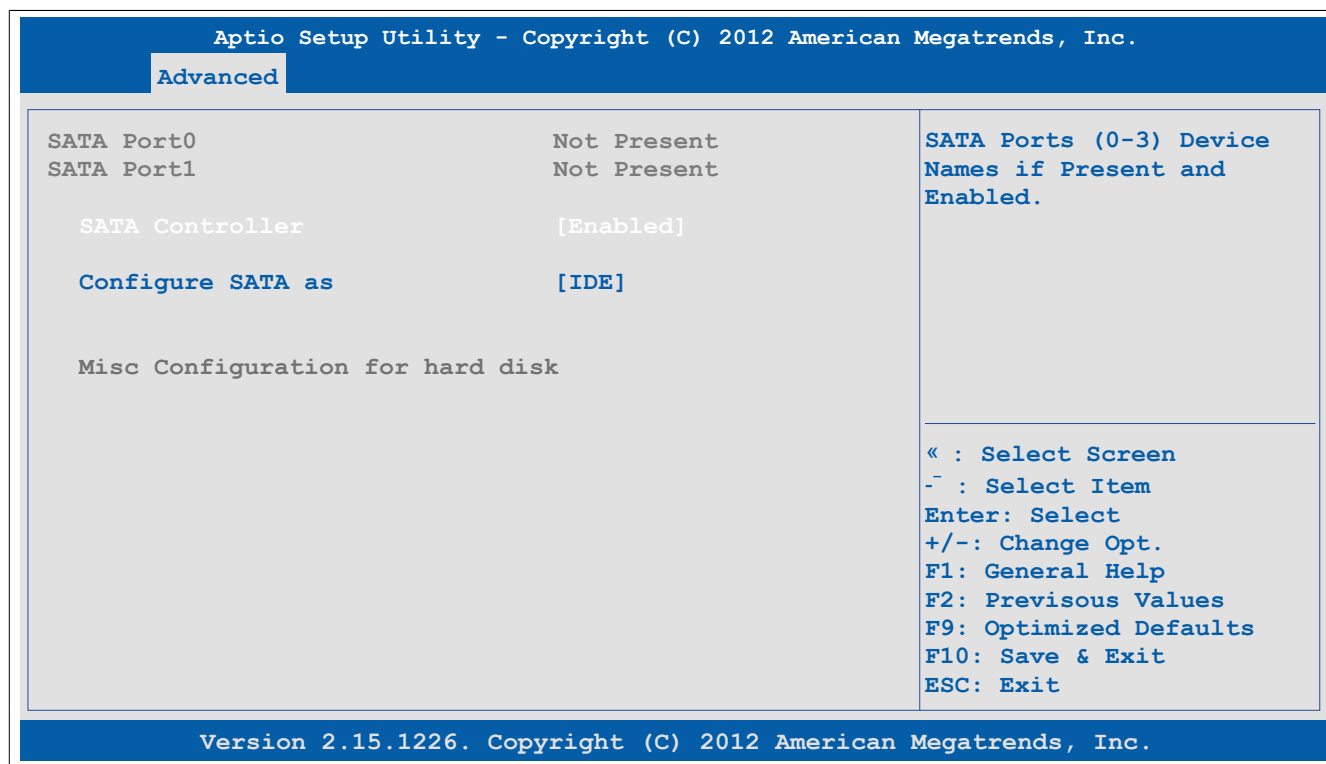 Aptio Setup Utility - Copyright (C) 2012 American Megatrends, Inc.
Advanced
SATA Port0 Not Present
SATA Port1 Not Present
SATA Controller [Enabled]
Configure SATA as [IDE]
Misc Configuration for hard disk
SATA Ports (0-3) Device
Names if Present and
Enabled.
« : Select Screen
-¯ : Select Item
Enter: Select
+/-: Change Opt.
F1: General Help
F2: Previsous Values
F9: Optimized Defaults
F10: Save & Exit
ESC: Exit
Version 2.15.1226. Copyright (C) 2012 American Megatrends, Inc.